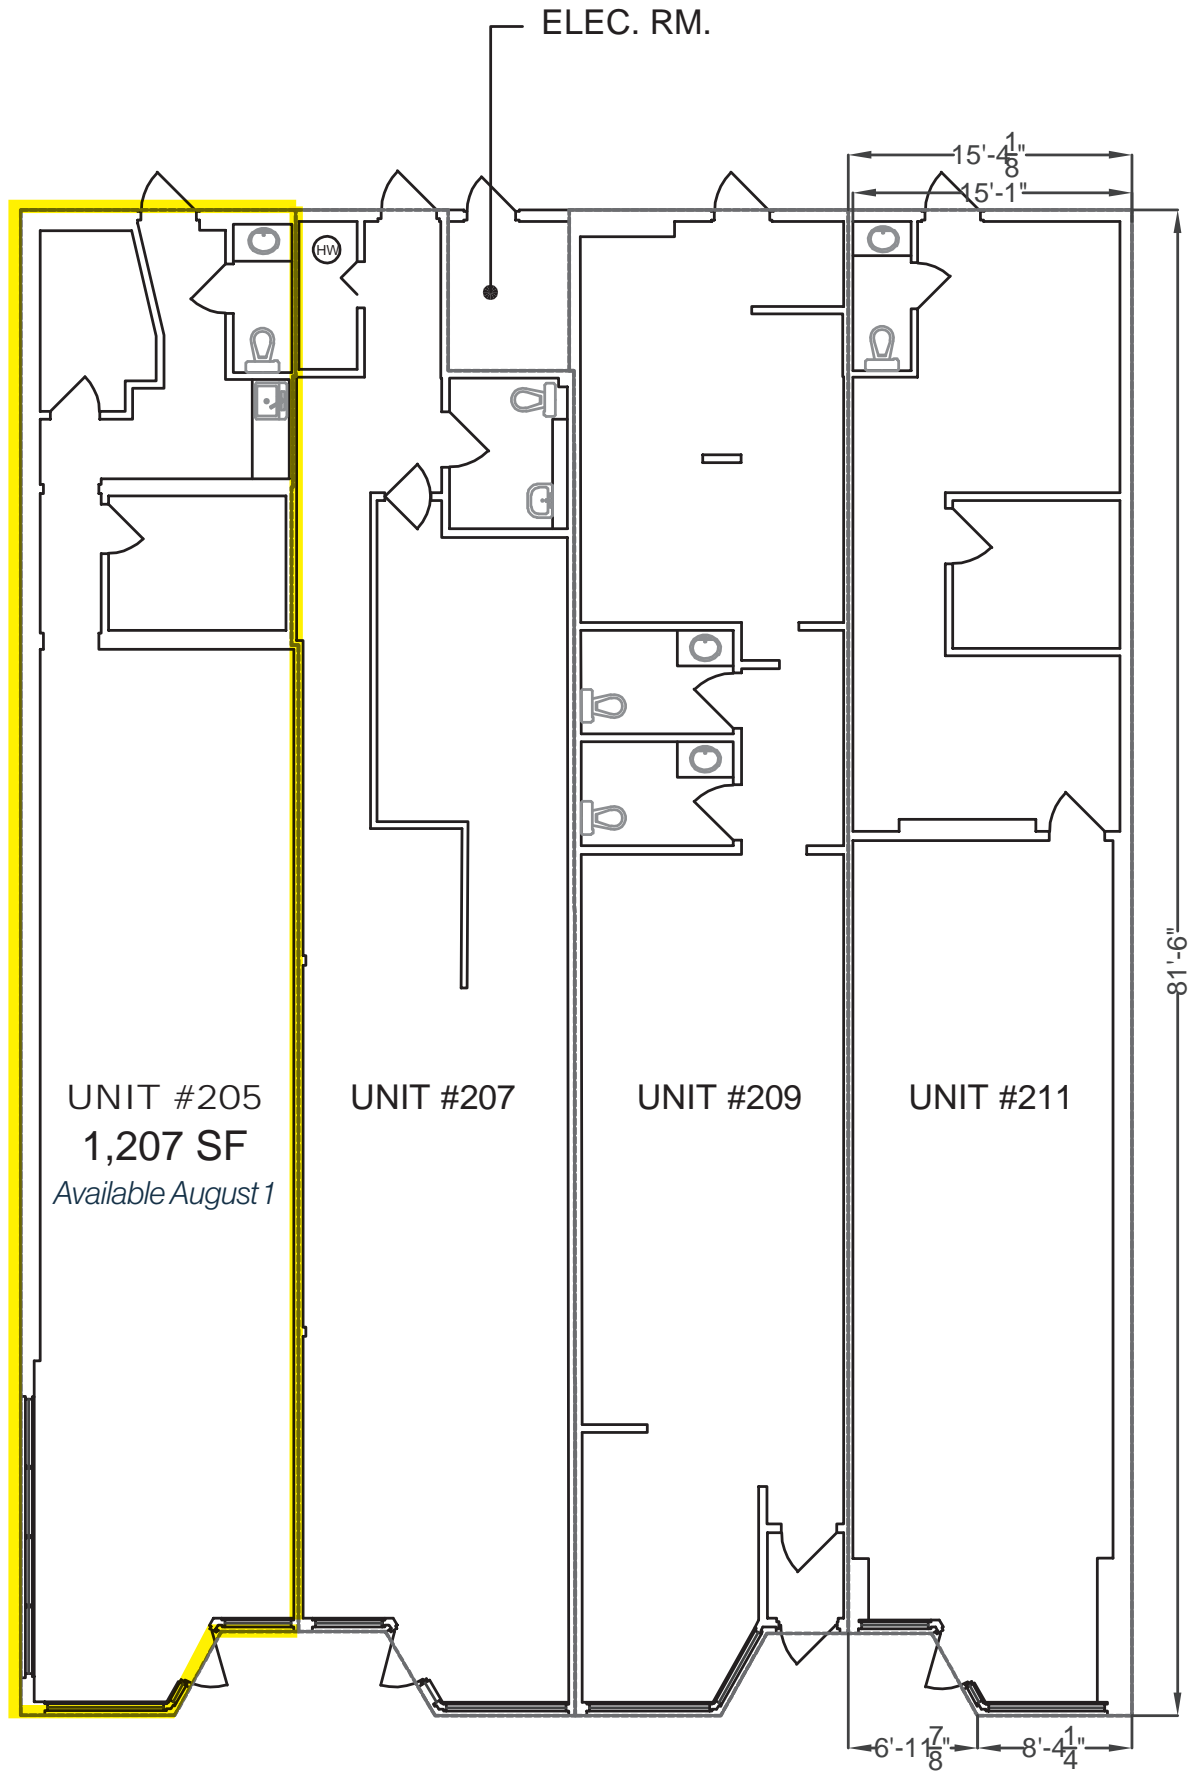 ELEC. RM.
15'-4 1/8"
15'-1"
HW
81'-6"
UNIT #205
1,207 SF
Available August 1
UNIT #207
UNIT #209
UNIT #211
6'-11 7/8"
8'-4 1/4"